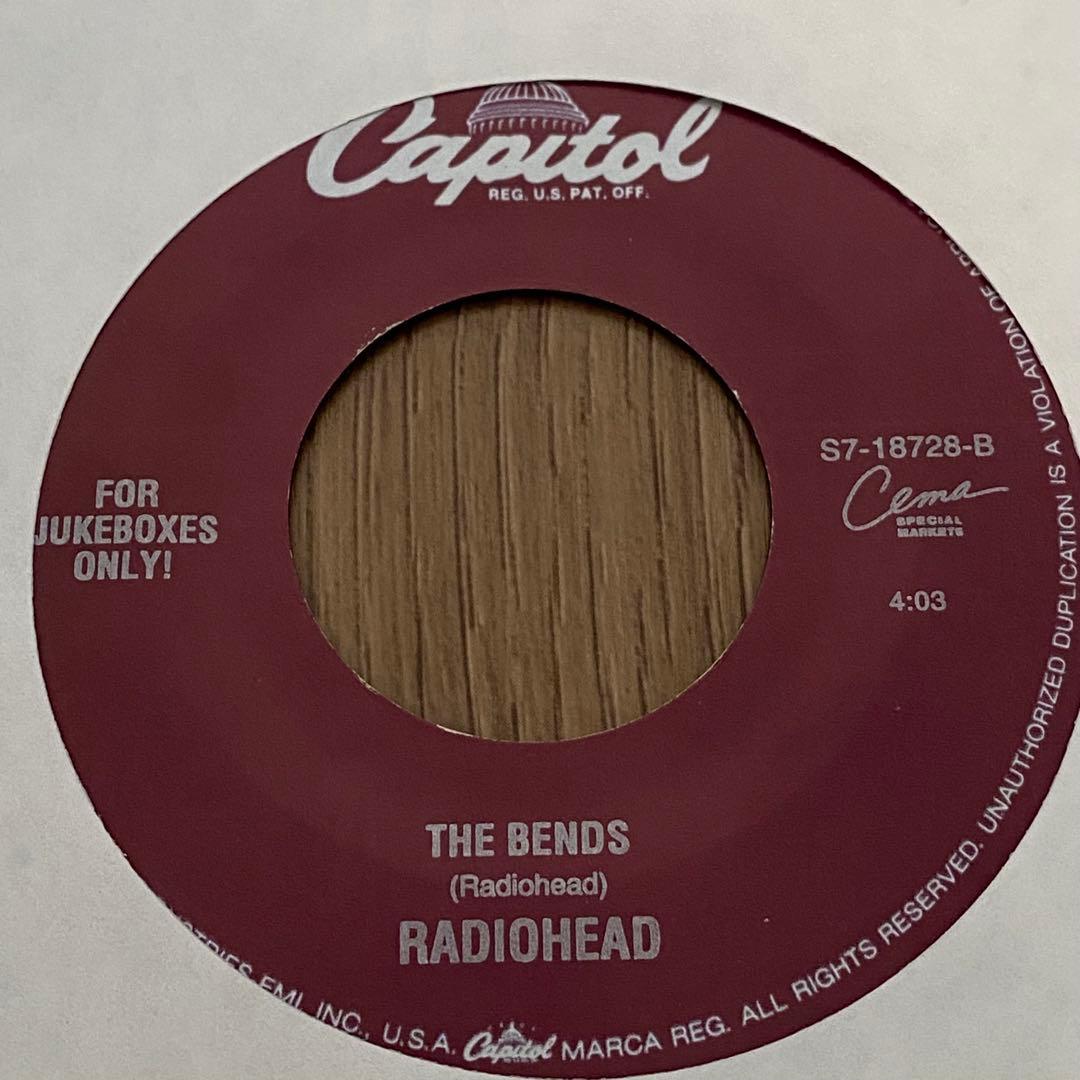 Capitol
REG. U.S. PAT. OFF.
FOR
JUKEBOXES
ONLY!
S7-18728-B
Cema
SPECIAL
MARKETS
4:03
THE BENDS
(Radiohead)
RADIOHEAD
EMI, INC., U.S.A. Capitol MARCA REG. ALL RIGHTS RESERVED. UNAUTHORIZED DUPLICATION IS A VIOLATION OF